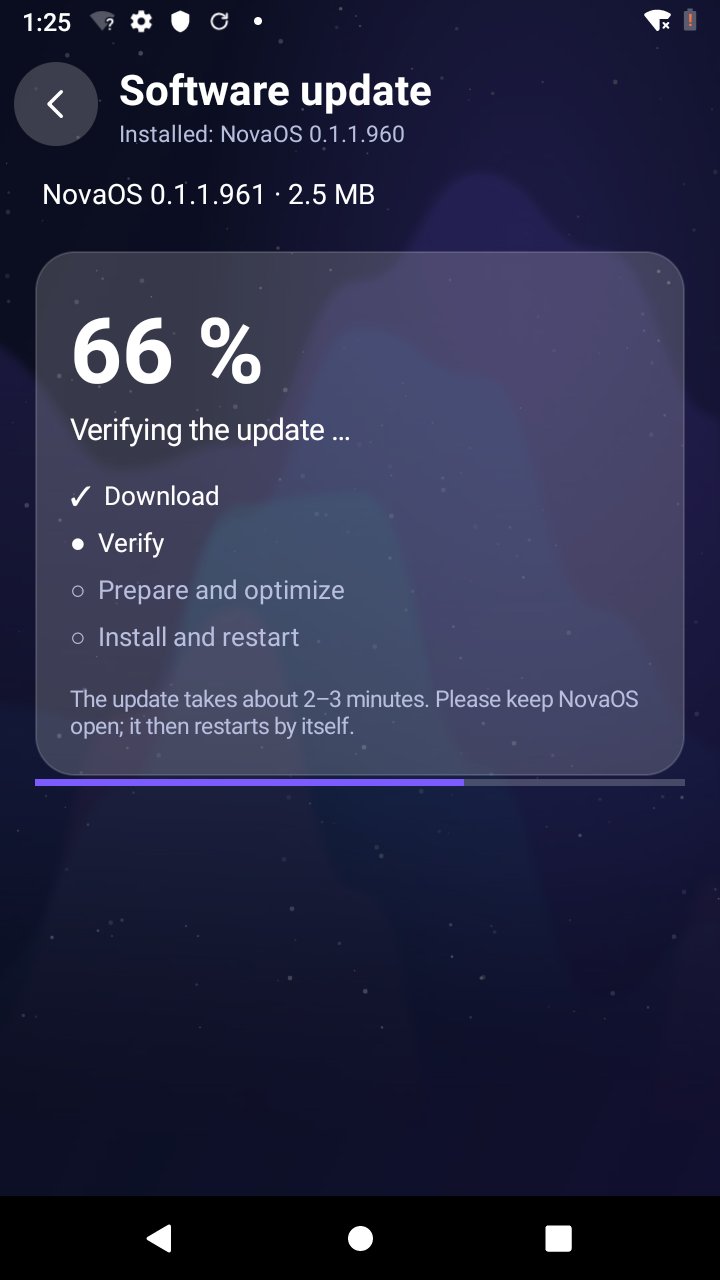 1:25
Software update
Installed: NovaOS 0.1.1.960
NovaOS 0.1.1.961 · 2.5 MB
66 %
Verifying the update …
✓ Download
● Verify
○ Prepare and optimize
○ Install and restart
The update takes about 2–3 minutes. Please keep NovaOS
open; it then restarts by itself.